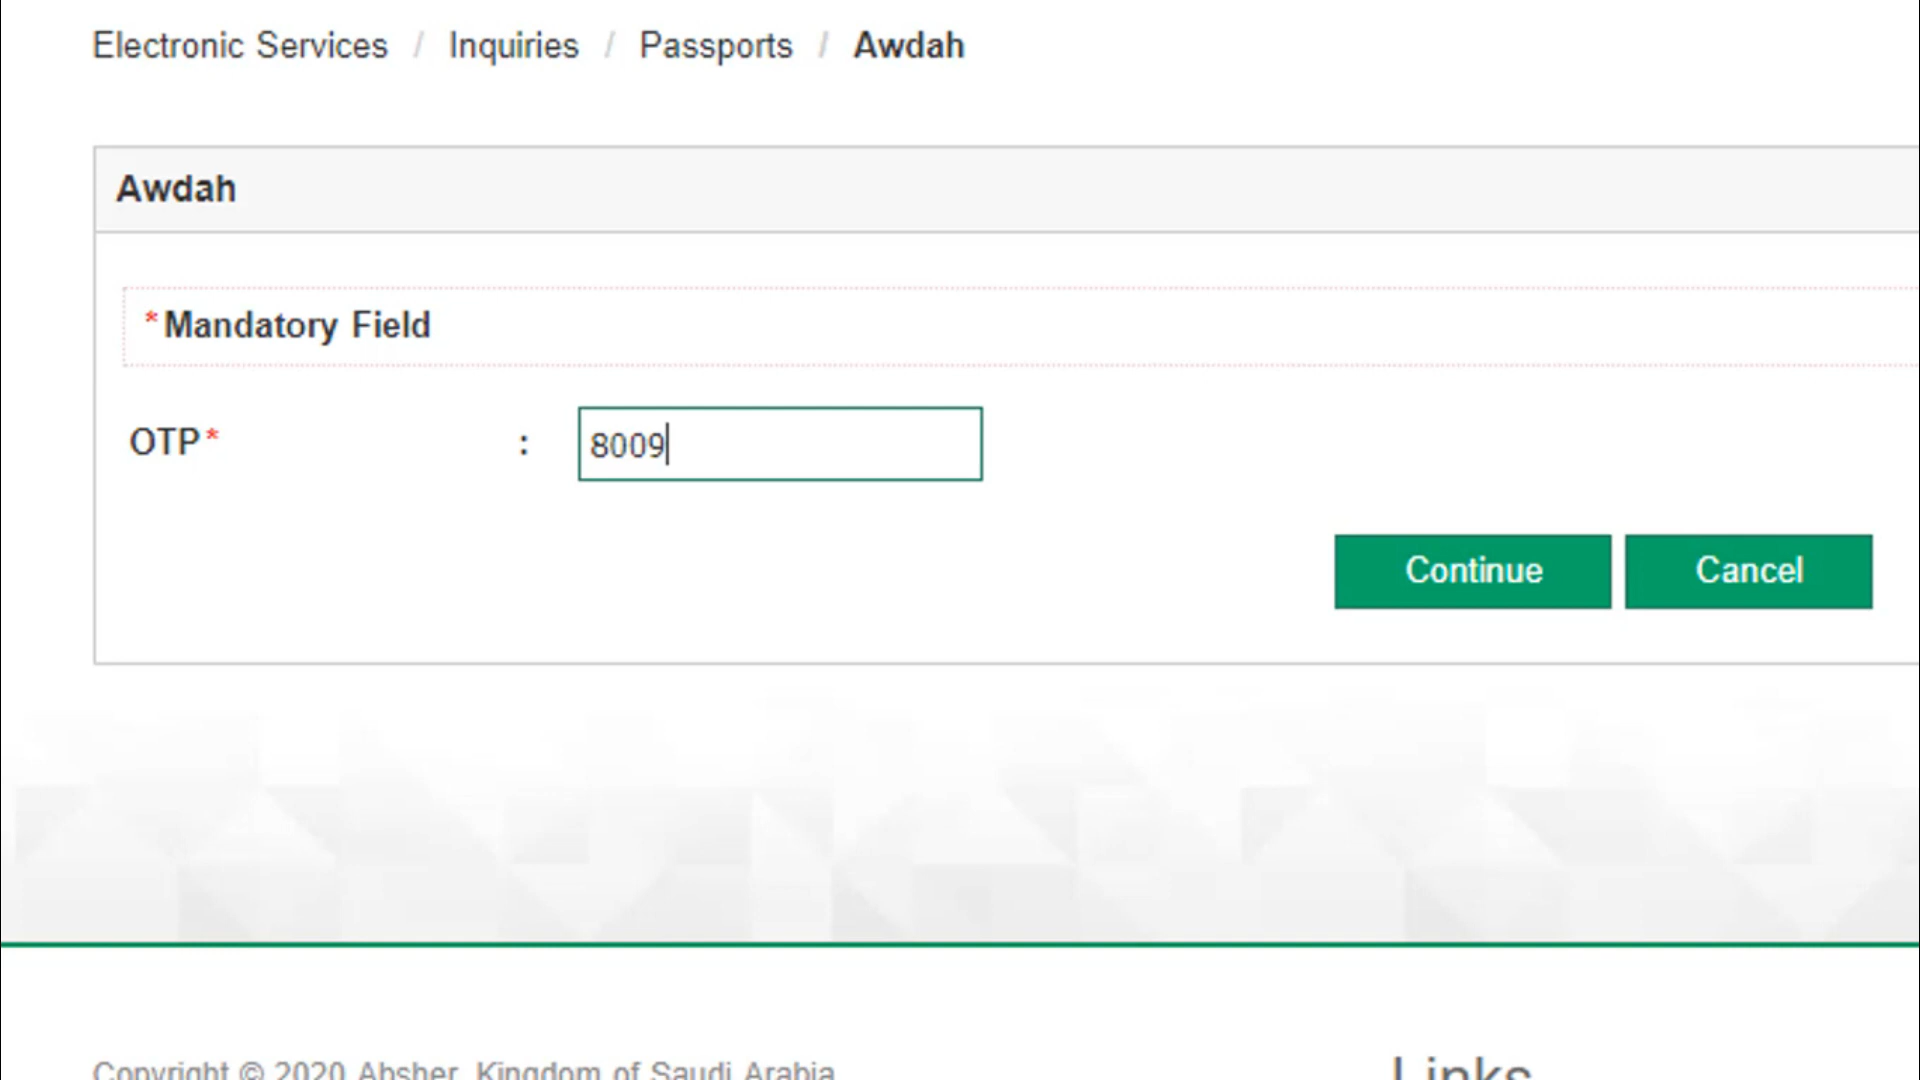 Electronic Services / Inquiries / Passports / Awdah
Awdah
*Mandatory Field
OTP* : 8009
Continue Cancel
Copyright © 2020 Absher, Kingdom of Saudi Arabia
Links